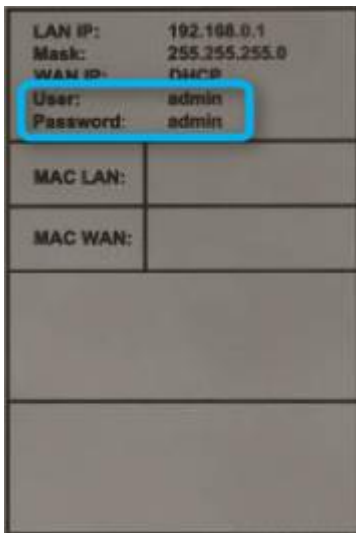 LAN IP: 192.168.0.1
Mask: 255.255.255.0
WAN IP: DHCP
User: admin
Password: admin
MAC LAN:
MAC WAN: